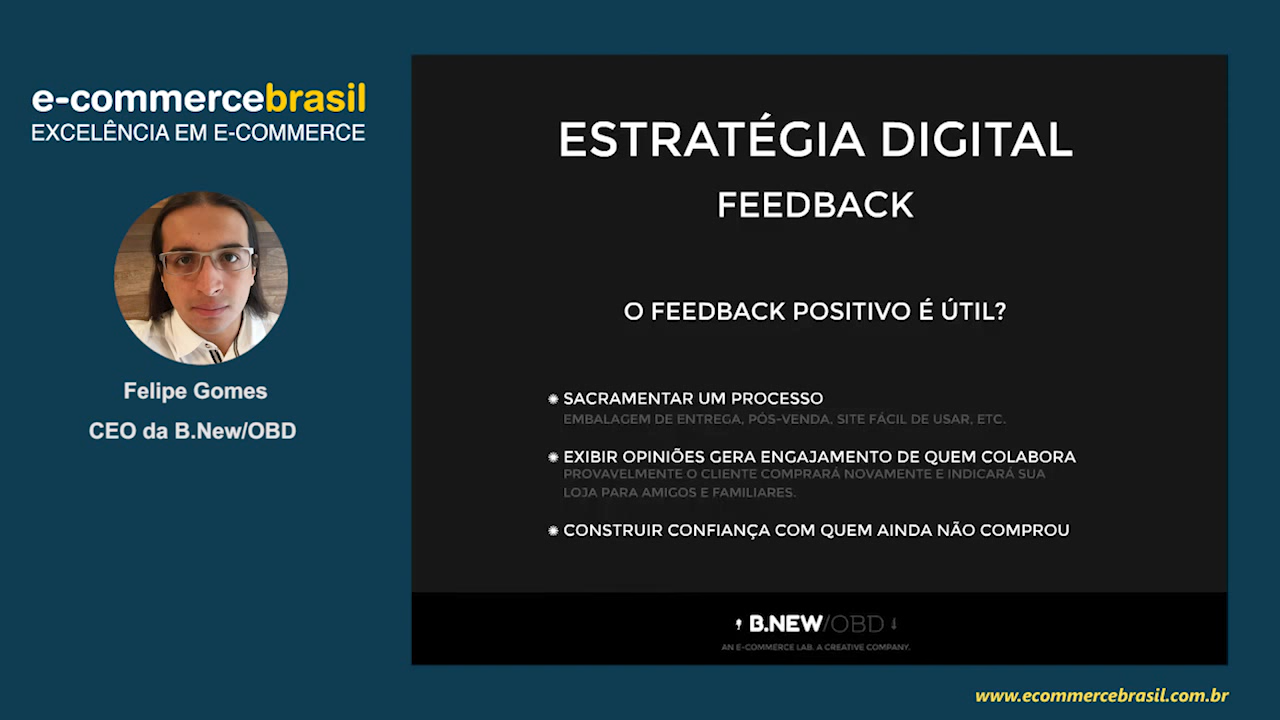 e-commercebrasil
EXCELÊNCIA EM E-COMMERCE
Felipe Gomes
CEO da B.New/OBD
ESTRATÉGIA DIGITAL
FEEDBACK
O FEEDBACK POSITIVO É ÚTIL?
SACRAMENTAR UM PROCESSO
EMBALAGEM DE ENTREGA, PÓS-VENDA, SITE FÁCIL DE USAR, ETC.
EXIBIR OPINIÕES GERA ENGAJAMENTO DE QUEM COLABORA
PROVAVELMENTE O CLIENTE COMPRARÁ NOVAMENTE E INDICARÁ SUA
LOJA PARA AMIGOS E FAMILIARES.
CONSTRUIR CONFIANÇA COM QUEM AINDA NÃO COMPROU
B.NEW/OBD
AN E-COMMERCE LAB. A CREATIVE COMPANY.
www.ecommercebrasil.com.br